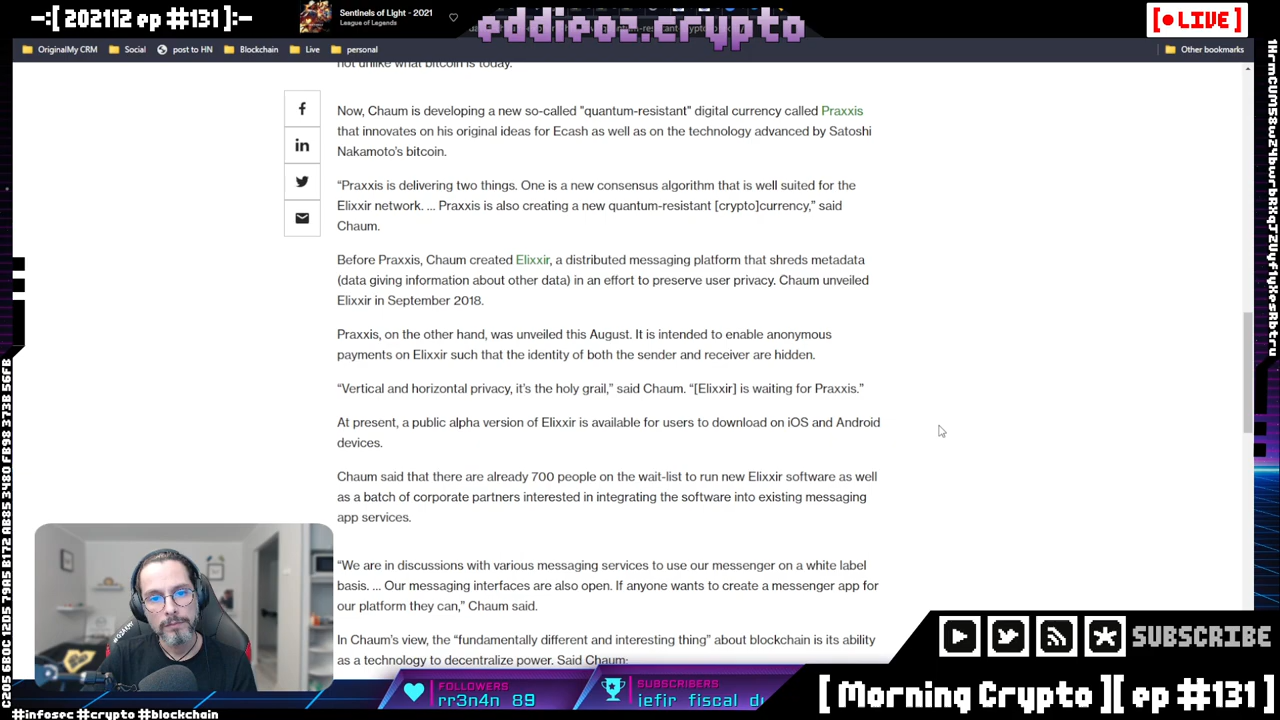 -:[ 202112 ep #131]:-
Sentinels of Light - 2021
League of Legends
eddieoz.crypto
[● LIVE]
OriginalMy CRM
Social
post to HN
Blockchain
Live
personal
Other bookmarks
not unlike what bitcoin is today.
Now, Chaum is developing a new so-called "quantum-resistant" digital currency called Praxxis
that innovates on his original ideas for Ecash as well as on the technology advanced by Satoshi
Nakamoto's bitcoin.
“Praxxis is delivering two things. One is a new consensus algorithm that is well suited for the
Elixxir network. … Praxxis is also creating a new quantum-resistant [crypto]currency,” said
Chaum.
Before Praxxis, Chaum created Elixxir, a distributed messaging platform that shreds metadata
(data giving information about other data) in an effort to preserve user privacy. Chaum unveiled
Elixxir in September 2018.
Praxxis, on the other hand, was unveiled this August. It is intended to enable anonymous
payments on Elixxir such that the identity of both the sender and receiver are hidden.
“Vertical and horizontal privacy, it’s the holy grail,” said Chaum. “[Elixxir] is waiting for Praxxis.”
At present, a public alpha version of Elixxir is available for users to download on iOS and Android
devices.
Chaum said that there are already 700 people on the wait-list to run new Elixxir software as well
as a batch of corporate partners interested in integrating the software into existing messaging
app services.
“We are in discussions with various messaging services to use our messenger on a white label
basis. … Our messaging interfaces are also open. If anyone wants to create a messenger app for
our platform they can,” Chaum said.
In Chaum’s view, the “fundamentally different and interesting thing” about blockchain is its ability
as a technology to decentralize power. Said Chaum:
SUBSCRIBE
FOLLOWERS
rr3n4n 89
SUBSCRIBERS
iefir fiscal
[ Morning Crypto ][ ep #131]
#infosec #crypto #blockchain